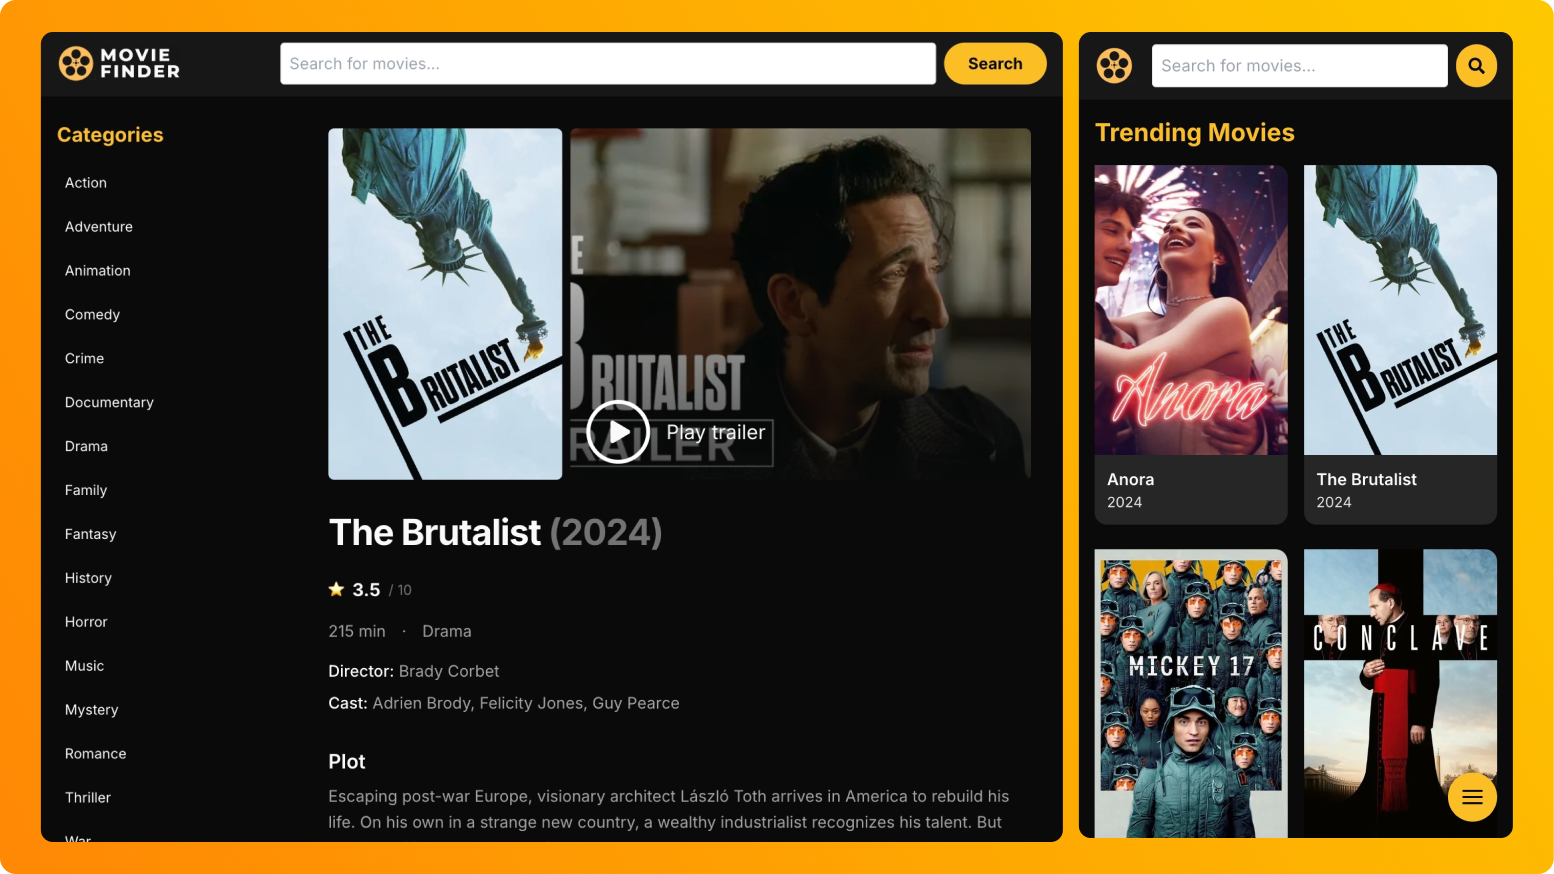 MOVIE
FINDER
Search for movies...
Search
Categories
Action
Adventure
Animation
Comedy
Crime
Documentary
Drama
Family
Fantasy
History
Horror
Music
Mystery
Romance
Thriller
War
THE
BRUTALIST
E
BRUTALIST
RAILER
Play trailer
The Brutalist (2024)
3.5 / 10
215 min · Drama
Director: Brady Corbet
Cast: Adrien Brody, Felicity Jones, Guy Pearce
Plot
Escaping post-war Europe, visionary architect László Toth arrives in America to rebuild his
life. On his own in a strange new country, a wealthy industrialist recognizes his talent. But
Search for movies...
Trending Movies
Anora
THE
BRUTALIST
Anora
2024
The Brutalist
2024
MICKEY 17
CONCLAVE